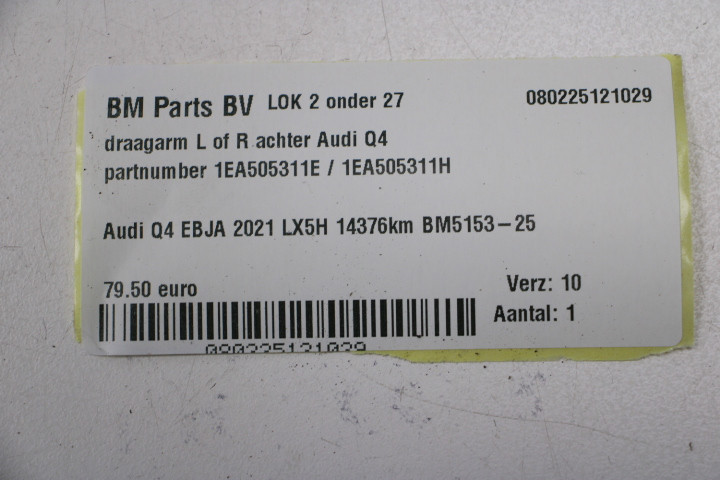 BM Parts BV LOK 2 onder 27 080225121029
draagarm L of R achter Audi Q4
partnumber 1EA505311E / 1EA505311H
Audi Q4 EBJA 2021 LX5H 14376km BM5153-25
79.50 euro Verz: 10
Aantal: 1
080225121029